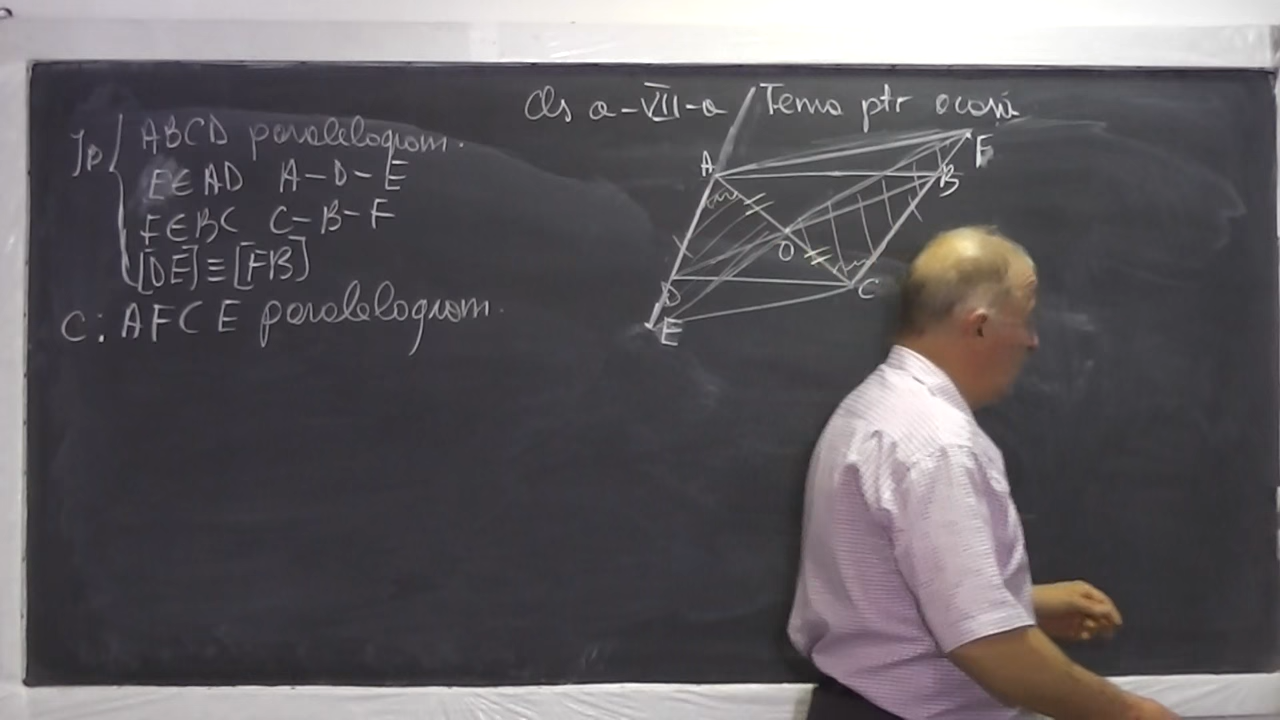 Cls a-VII-a Tema ptr acasă
Ip { ABCD paralelogram.
E∈AD A-D-E
F∈BC C-B-F
[DE]≡[FB]
C: AFCE paralelogram.
A
F
B
O
D
C
E